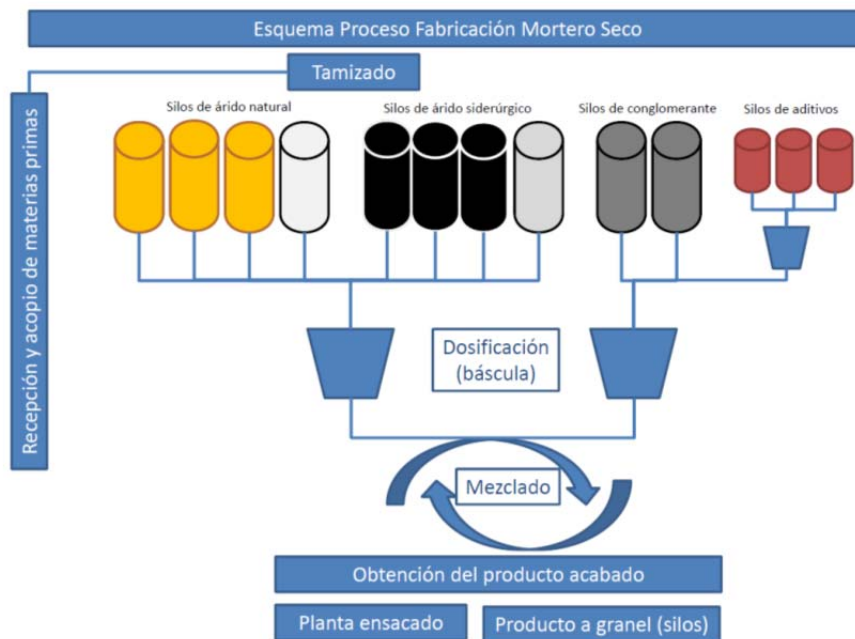 Esquema Proceso Fabricación Mortero Seco
Tamizado
Recepción y acopio de materias primas
Silos de árido natural
Silos de árido siderúrgico
Silos de conglomerante
Silos de aditivos
Dosificación
(báscula)
Mezclado
Obtención del producto acabado
Planta ensacado
Producto a granel (silos)